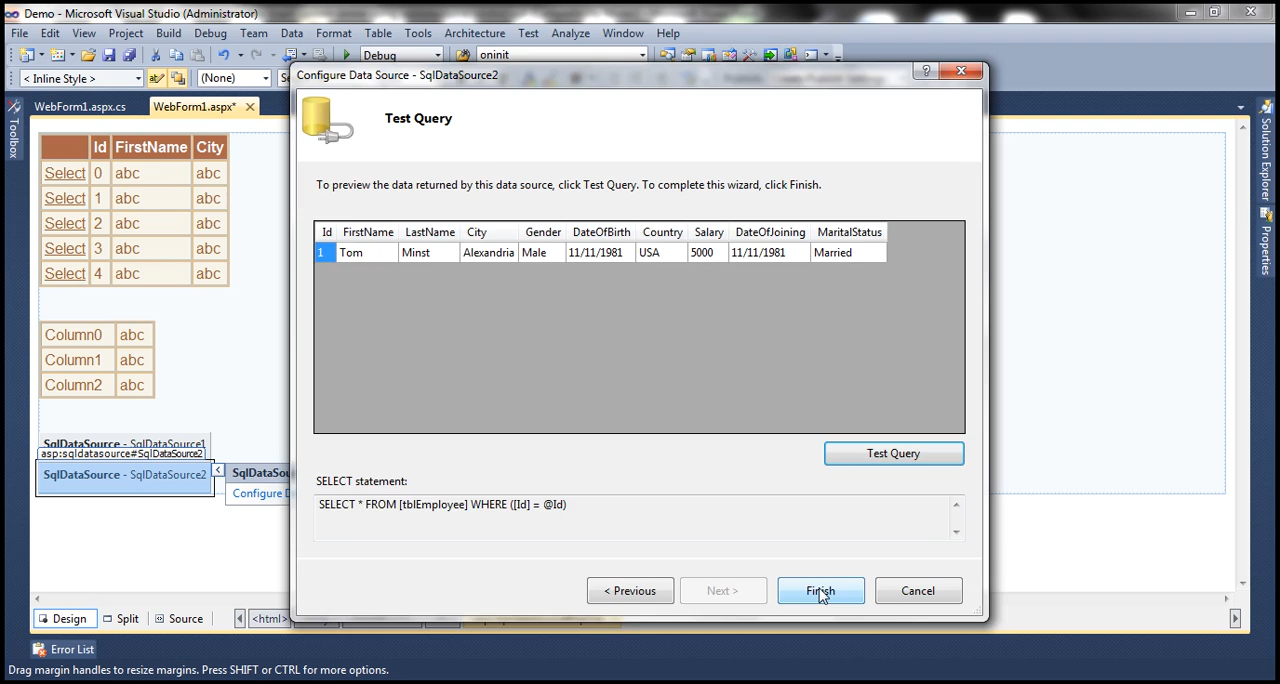 Demo - Microsoft Visual Studio (Administrator)
File Edit View Project Build Debug Team Data Format Table Tools Architecture Test Analyze Window Help
Debug oninit
< Inline Style > (None)
Configure Data Source - SqlDataSource2
WebForm1.aspx.cs WebForm1.aspx*
Toolbox
Solution Explorer
Properties
Id FirstName City
Select 0 abc abc
Select 1 abc abc
Select 2 abc abc
Select 3 abc abc
Select 4 abc abc
Column0 abc
Column1 abc
Column2 abc
SqlDataSource - SqlDataSource1
asp:sqldatasource#SqlDataSource2
SqlDataSource - SqlDataSource2
Test Query
To preview the data returned by this data source, click Test Query. To complete this wizard, click Finish.
Id FirstName LastName City Gender DateOfBirth Country Salary DateOfJoining MaritalStatus
1 Tom Minst Alexandria Male 11/11/1981 USA 5000 11/11/1981 Married
Test Query
SELECT statement:
SELECT * FROM [tblEmployee] WHERE ([Id] = @Id)
< Previous Next > Finish Cancel
Design Split Source <html>
Error List
Drag margin handles to resize margins. Press SHIFT or CTRL for more options.